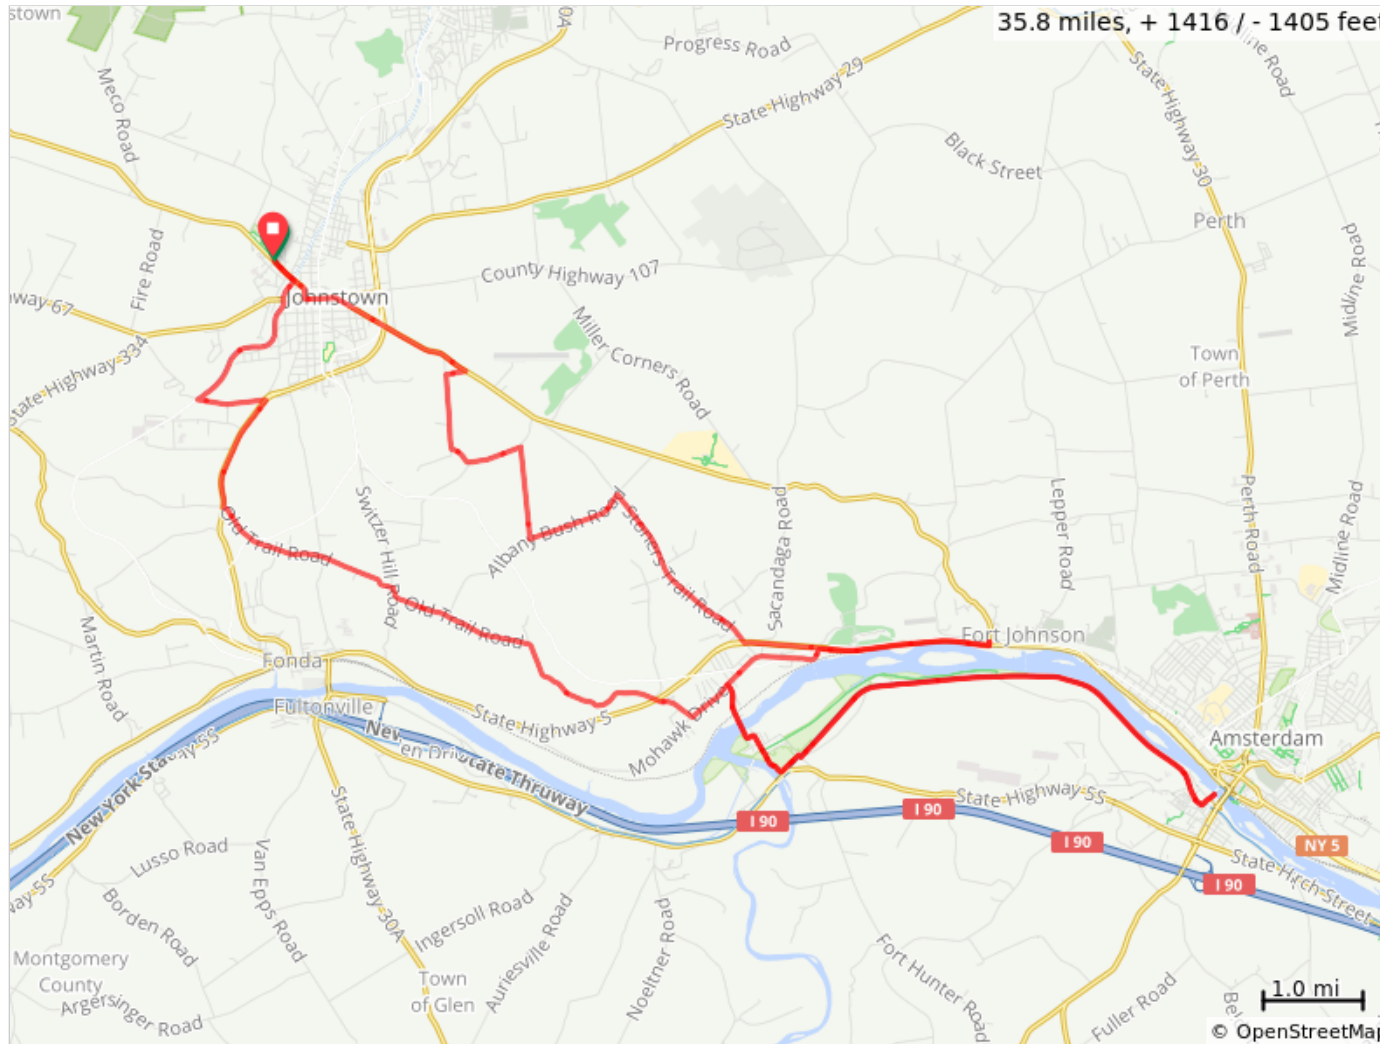 stown
0A
35.8 miles, + 1416 / - 1405 feet
Progress Road
State Highway 29
Meco Road
State Highway 30
Black Street
Perth
Midline Road
Fire Road
County Highway 107
Johnstown
way 67
Miller Corners Road
State Highway 334
Town
of Perth
Switzer Hill Road
Old Trail Road
Albany Bush Road
Stoners Trail Road
Sacandaga Road
Lepper Road
Perth Road
Midline Road
Old Trail Road
Martin Road
Fonda
Fultonville
Fort Johnson
State Highway 5
Mohawk Drive
Amsterdam
New York State Thruway
State Highway 5S
I 90
I 90
I 90
I 90
NY 5
way 5S
Lusso Road
Van Epps Road
State Highway 30A
Borden Road
Ingersoll Road
Auriesville Road
Noeltner Road
Fort Hunter Road
Montgomery
County
Argersinger Road
Town
of Glen
Fuller Road
1.0 mi
© OpenStreetMap